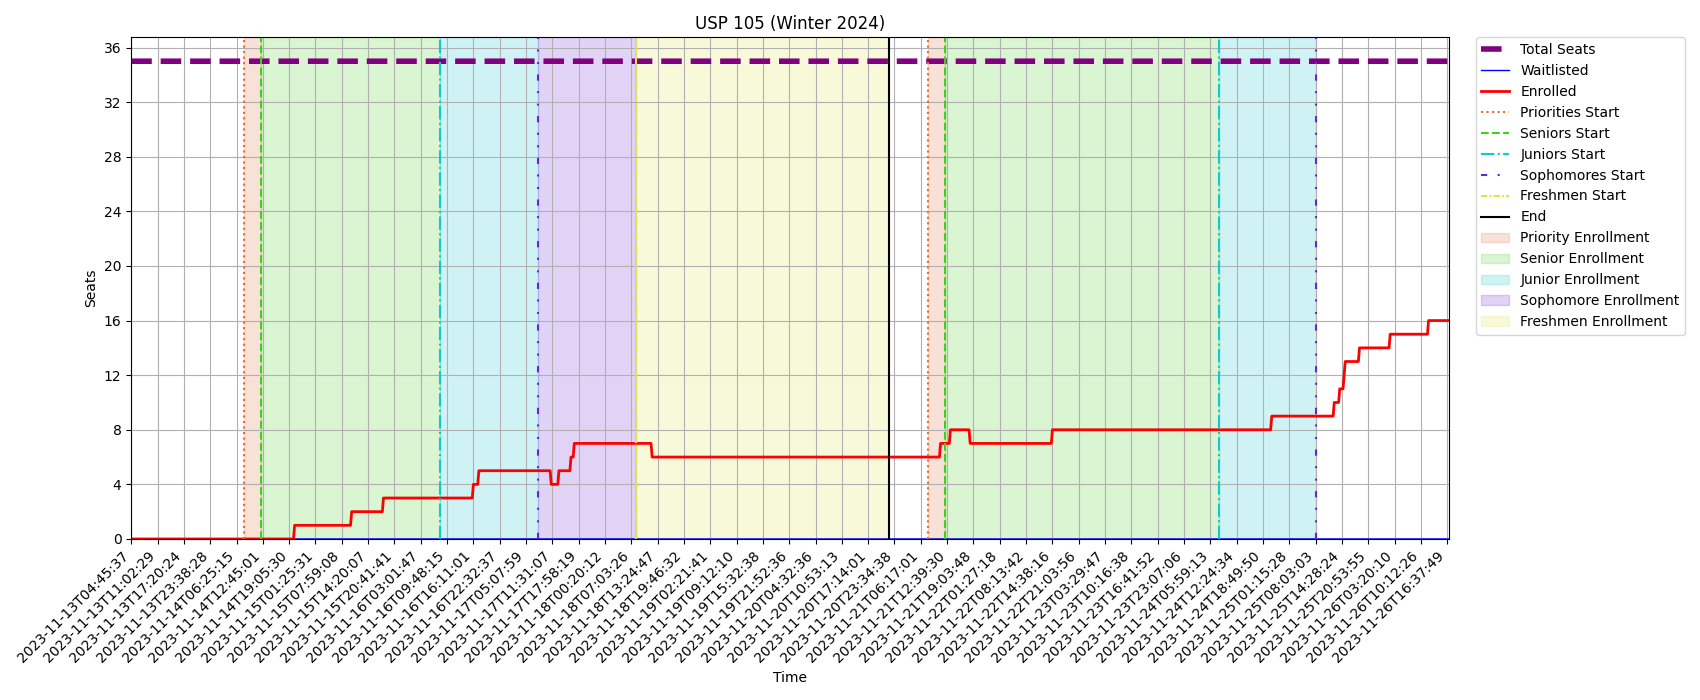 USP 105 (Winter 2024)
36
32
28
24
20
16
12
8
4
0
Seats
2023-11-13T04:45:37
2023-11-13T11:02:29
2023-11-13T17:20:24
2023-11-13T23:38:28
2023-11-14T06:25:15
2023-11-14T12:45:01
2023-11-14T19:05:30
2023-11-15T01:25:31
2023-11-15T07:59:08
2023-11-15T14:20:07
2023-11-15T20:41:41
2023-11-16T03:01:47
2023-11-16T09:48:15
2023-11-16T16:11:01
2023-11-16T22:32:37
2023-11-17T05:07:59
2023-11-17T11:31:07
2023-11-17T17:58:19
2023-11-18T00:20:12
2023-11-18T07:03:26
2023-11-18T13:24:47
2023-11-18T19:46:32
2023-11-19T02:21:41
2023-11-19T09:12:10
2023-11-19T15:32:38
2023-11-19T21:52:36
2023-11-20T04:32:36
2023-11-20T10:53:13
2023-11-20T17:14:01
2023-11-20T23:34:38
2023-11-21T06:17:01
2023-11-21T12:39:30
2023-11-21T19:03:48
2023-11-22T01:27:18
2023-11-22T08:13:42
2023-11-22T14:38:16
2023-11-22T21:03:56
2023-11-23T03:29:47
2023-11-23T10:16:38
2023-11-23T16:41:52
2023-11-23T23:07:06
2023-11-24T05:59:13
2023-11-24T12:24:34
2023-11-24T18:49:50
2023-11-25T01:15:28
2023-11-25T08:03:03
2023-11-25T14:28:24
2023-11-25T20:53:55
2023-11-26T03:20:10
2023-11-26T10:12:26
2023-11-26T16:37:49
Time
Total Seats
Waitlisted
Enrolled
Priorities Start
Seniors Start
Juniors Start
Sophomores Start
Freshmen Start
End
Priority Enrollment
Senior Enrollment
Junior Enrollment
Sophomore Enrollment
Freshmen Enrollment